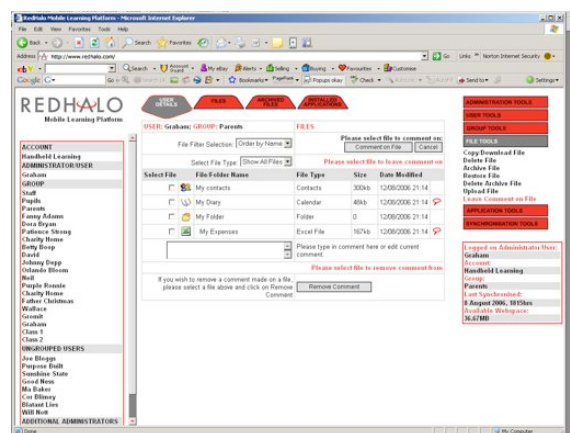 RedHalo Mobile Learning Platform - Microsoft Internet Explorer
File Edit View Favorites Tools Help
Back Search Favorites
Address http://www.redhalo.com/ Go Links Norton Internet Security
Search My eBay Alerts Selling Buying Favourites Customise
Google Go Bookmarks Popups okay Check Send to Settings
REDHALO
Mobile Learning Platform
USER DETAILS
FILES
ARCHIVED FILES
INSTALLED APPLICATIONS
ACCOUNT
Handheld Learning
ADMINISTRATOR/USER
Graham
GROUP
Staff
Pupils
Parents
Fanny Adams
Dora Bryan
Patience Strong
Charity Home
Betty Boop
David
Johnny Depp
Orlando Bloom
Neil
Purple Ronnie
Charity Home
Father Christmas
Wallace
Gromit
Graham
Class 1
Class 2
UNGROUPED USERS
Joe Bloggs
Purpose Built
Sunshine State
Good Ness
Ma Baker
Cor Blimey
Blatant Lies
Will Nott
ADDITIONAL ADMINISTRATORS
USER: Graham; GROUP: Parents FILES
File Filter Selection: Order by Name
Please select file to comment on:
Comment on File Cancel
Select File Type: Show All Files
Please select file to leave comment on
Select File File/Folder Name File Type Size Date Modified
My contacts Contacts 300kb 12/08/2006 21:14
My Diary Calendar 48kb 12/08/2006 21:14
My Folder Folder 0 12/08/2006 21:14
My Expenses Excel File 167kb 12/08/2006 21:14
Please type in comment here or edit current
comment.
Please select file to remove comment from
If you wish to remove a comment made on a file,
please select a file above and click on Remove
Comment
Remove Comment
ADMINISTRATION TOOLS
USER TOOLS
GROUP TOOLS
FILE TOOLS
Copy/Download File
Delete File
Archive File
Restore File
Delete Archive File
Upload File
Leave Comment on File
APPLICATION TOOLS
SYNCHRONISATION TOOLS
Logged on Administrator/User:
Graham
Account:
Handheld Learning
Group:
Parents
Last Synchronised:
8 August 2006, 1815hrs
Available Webspace:
36.67MB
Done
My Computer